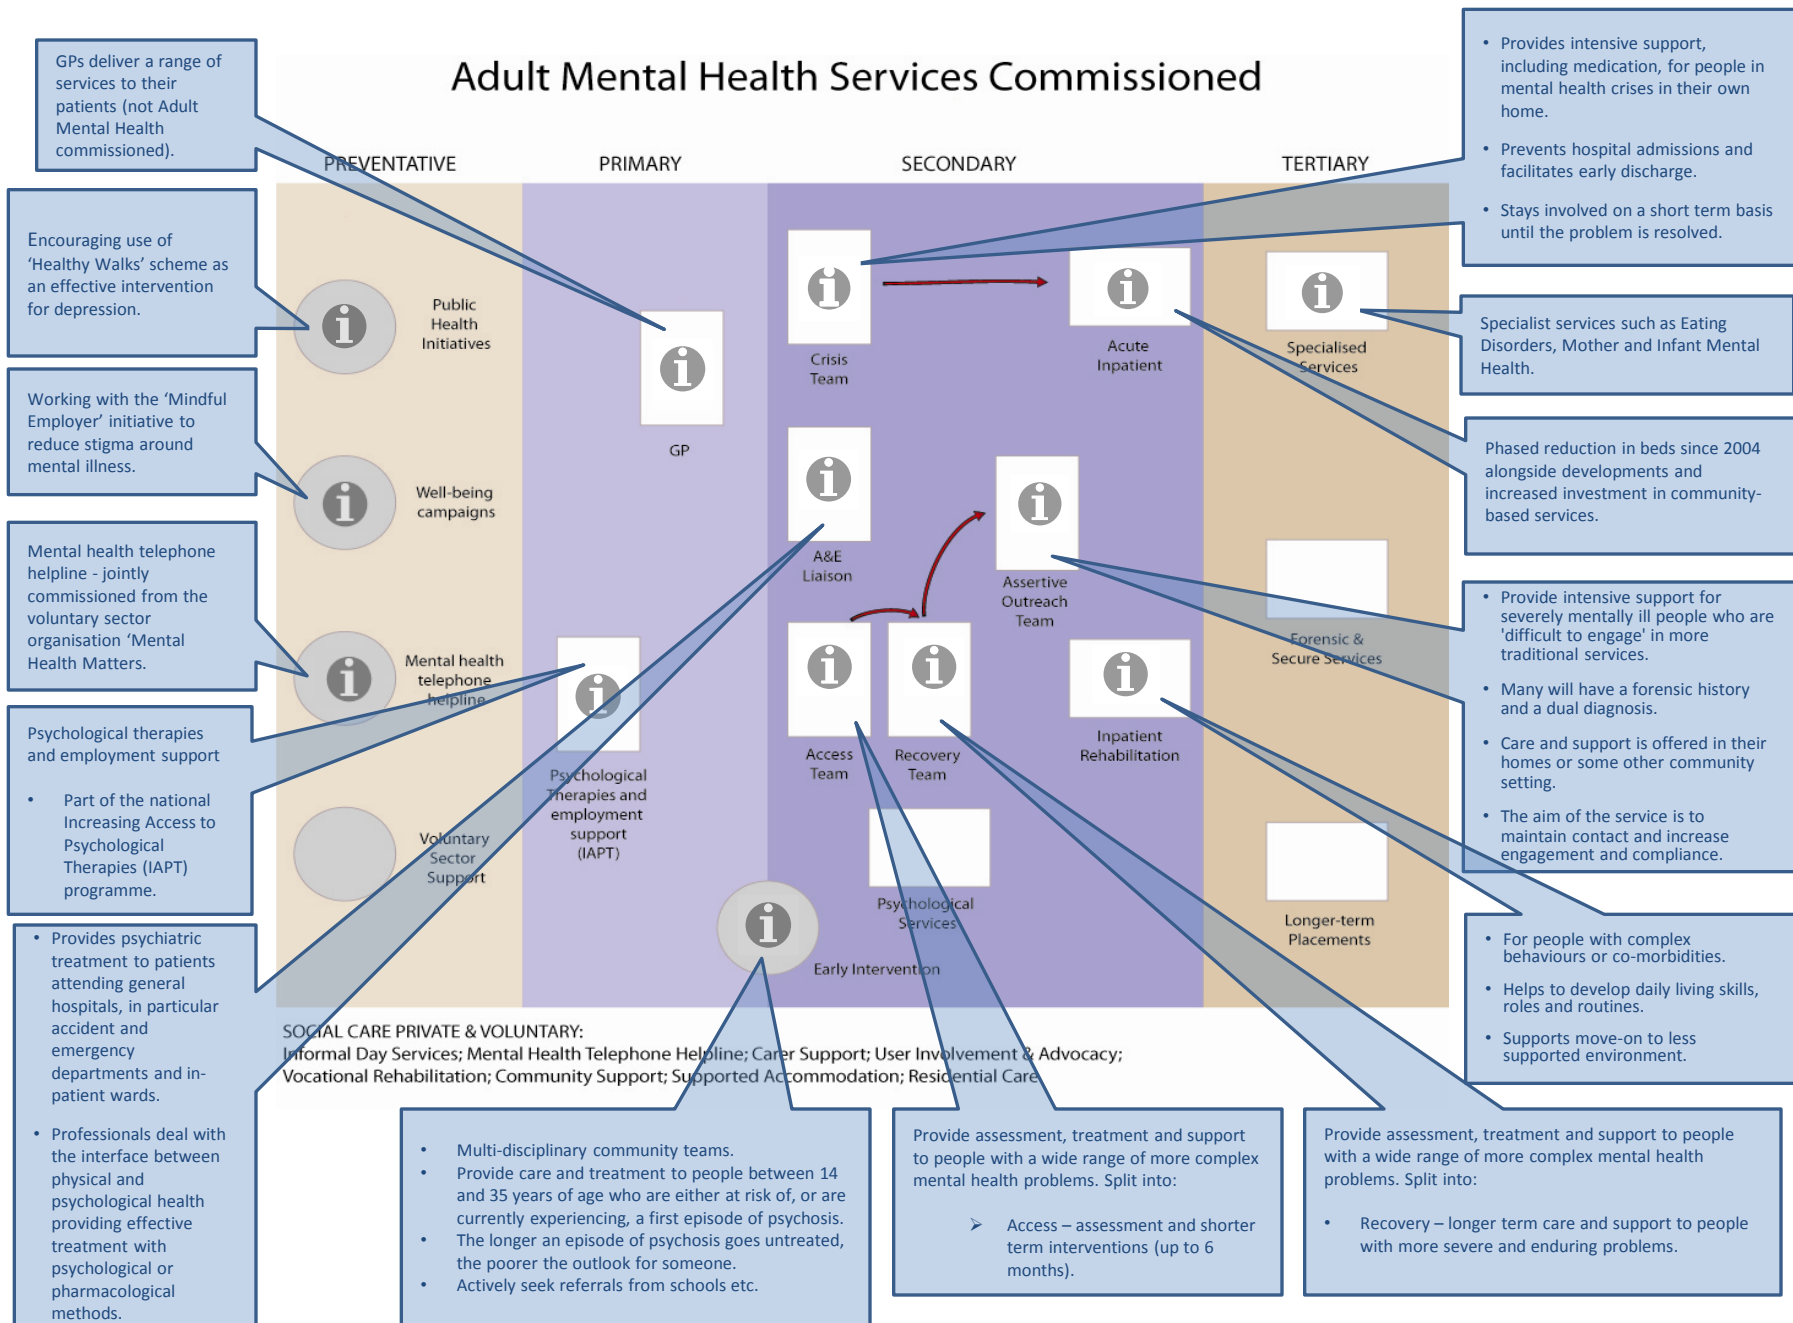 Adult Mental Health Services Commissioned
GPs deliver a range of
services to their
patients (not Adult
Mental Health
commissioned).
Encouraging use of
‘Healthy Walks’ scheme as
an effective intervention
for depression.
Working with the ‘Mindful
Employer’ initiative to
reduce stigma around
mental illness.
Mental health telephone
helpline - jointly
commissioned from the
voluntary sector
organisation ‘Mental
Health Matters.
Psychological therapies
and employment support
• Part of the national
Increasing Access to
Psychological
Therapies (IAPT)
programme.
• Provides psychiatric
treatment to patients
attending general
hospitals, in particular
accident and
emergency
departments and in-
patient wards.
• Professionals deal with
the interface between
physical and
psychological health
providing effective
treatment with
psychological or
pharmacological
methods.
PREVENTATIVE
Public
Health
Initiatives
Well-being
campaigns
Mental health
telephone
helpline
Voluntary
Sector
Support
PRIMARY
GP
Psychological
Therapies and
employment
support
(IAPT)
SECONDARY
Crisis
Team
Acute
Inpatient
A&E
Liaison
Assertive
Outreach
Team
Access
Team
Recovery
Team
Inpatient
Rehabilitation
Psychological
Services
Early Intervention
TERTIARY
Specialised
Services
Forensic &
Secure Services
Longer-term
Placements
SOCIAL CARE PRIVATE & VOLUNTARY:
Informal Day Services; Mental Health Telephone Helpline; Carer Support; User Involvement & Advocacy;
Vocational Rehabilitation; Community Support; Supported Accommodation; Residential Care
• Provides intensive support,
including medication, for people in
mental health crises in their own
home.
• Prevents hospital admissions and
facilitates early discharge.
• Stays involved on a short term basis
until the problem is resolved.
Specialist services such as Eating
Disorders, Mother and Infant Mental
Health.
Phased reduction in beds since 2004
alongside developments and
increased investment in community-
based services.
• Provide intensive support for
severely mentally ill people who are
'difficult to engage' in more
traditional services.
• Many will have a forensic history
and a dual diagnosis.
• Care and support is offered in their
homes or some other community
setting.
• The aim of the service is to
maintain contact and increase
engagement and compliance.
• For people with complex
behaviours or co-morbidities.
• Helps to develop daily living skills,
roles and routines.
• Supports move-on to less
supported environment.
• Multi-disciplinary community teams.
• Provide care and treatment to people between 14
and 35 years of age who are either at risk of, or are
currently experiencing, a first episode of psychosis.
• The longer an episode of psychosis goes untreated,
the poorer the outlook for someone.
• Actively seek referrals from schools etc.
Provide assessment, treatment and support
to people with a wide range of more complex
mental health problems. Split into:
➢ Access – assessment and shorter
term interventions (up to 6
months).
Provide assessment, treatment and support to people
with a wide range of more complex mental health
problems. Split into:
• Recovery – longer term care and support to people
with more severe and enduring problems.